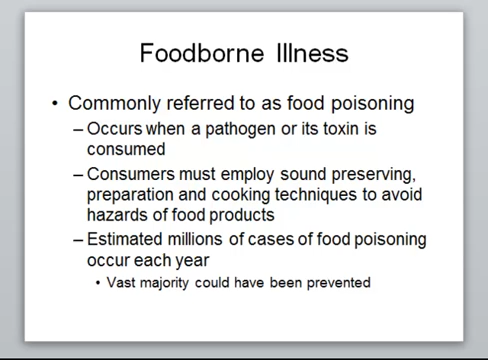 Foodborne Illness
• Commonly referred to as food poisoning
– Occurs when a pathogen or its toxin is
consumed
– Consumers must employ sound preserving,
preparation and cooking techniques to avoid
hazards of food products
– Estimated millions of cases of food poisoning
occur each year
• Vast majority could have been prevented